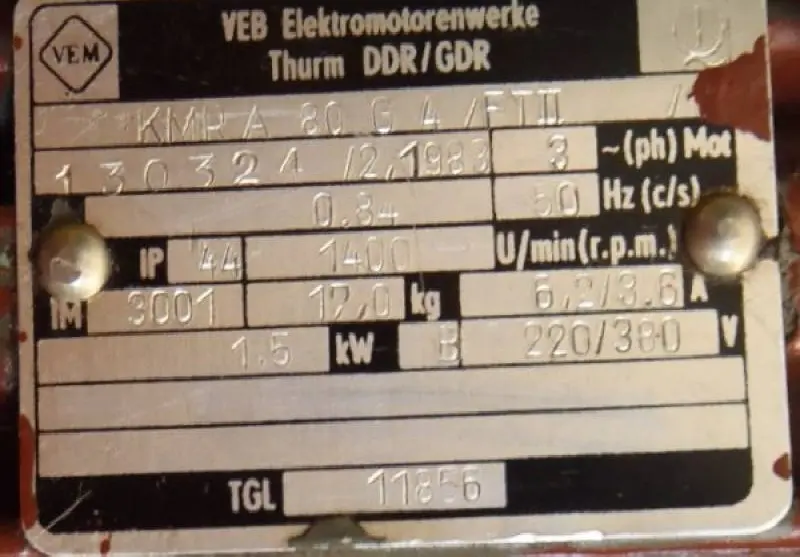 VEM
VEB Elektromotorenwerke
Thurm DDR/GDR
KMR A 80 G 4 /FTII /
130324 /2.1983 3 ~(ph) Mot
0.84 50 Hz (c/s)
IP 44 1400 U/min (r.p.m.)
IM 3001 17,0 kg 6,2/3.6 A
1.5 kW B 220/380 V
TGL 11856